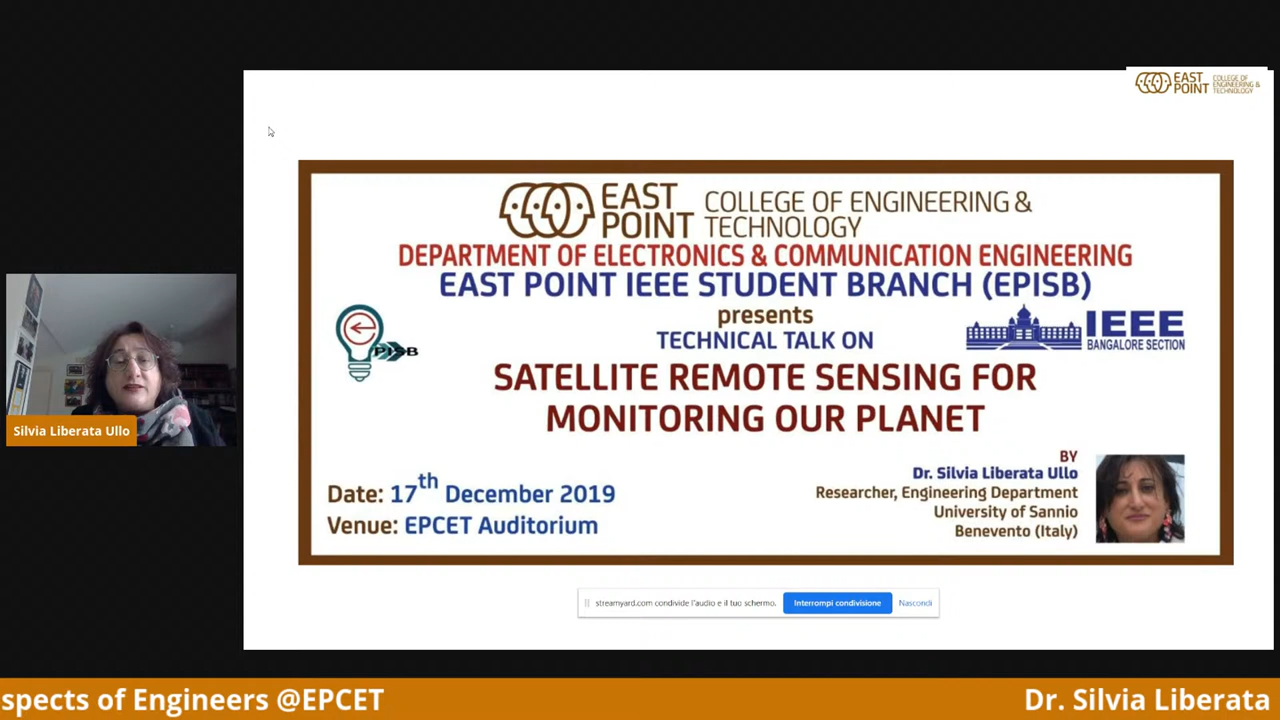 EAST
POINT
COLLEGE OF
ENGINEERING &
TECHNOLOGY
EAST
POINT
COLLEGE OF ENGINEERING &
TECHNOLOGY
DEPARTMENT OF ELECTRONICS & COMMUNICATION ENGINEERING
EAST POINT IEEE STUDENT BRANCH (EPISB)
presents
TECHNICAL TALK ON
PISB
IEEE
BANGALORE SECTION
SATELLITE REMOTE SENSING FOR
MONITORING OUR PLANET
BY
Dr. Silvia Liberata Ullo
Researcher, Engineering Department
University of Sannio
Benevento (Italy)
Date: 17th December 2019
Venue: EPCET Auditorium
Silvia Liberata Ullo
streamyard.com condivide l'audio e il tuo schermo.
Interrompi condivisione
Nascondi
spects of Engineers @EPCET
Dr. Silvia Liberata